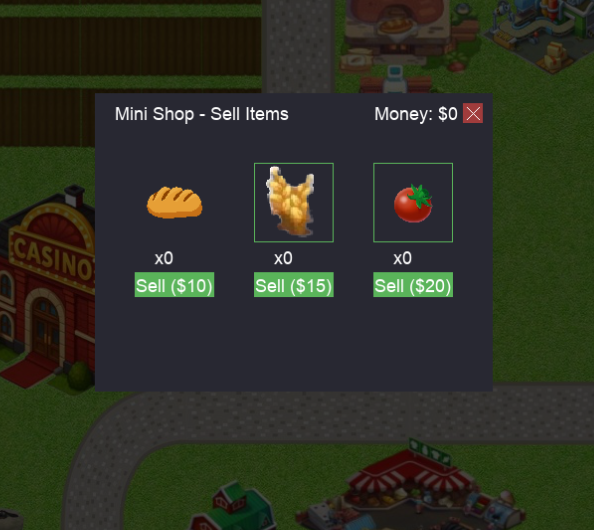 Mini Shop - Sell Items Money: $0
CASINO
x0 x0 x0
Sell ($10) Sell ($15) Sell ($20)